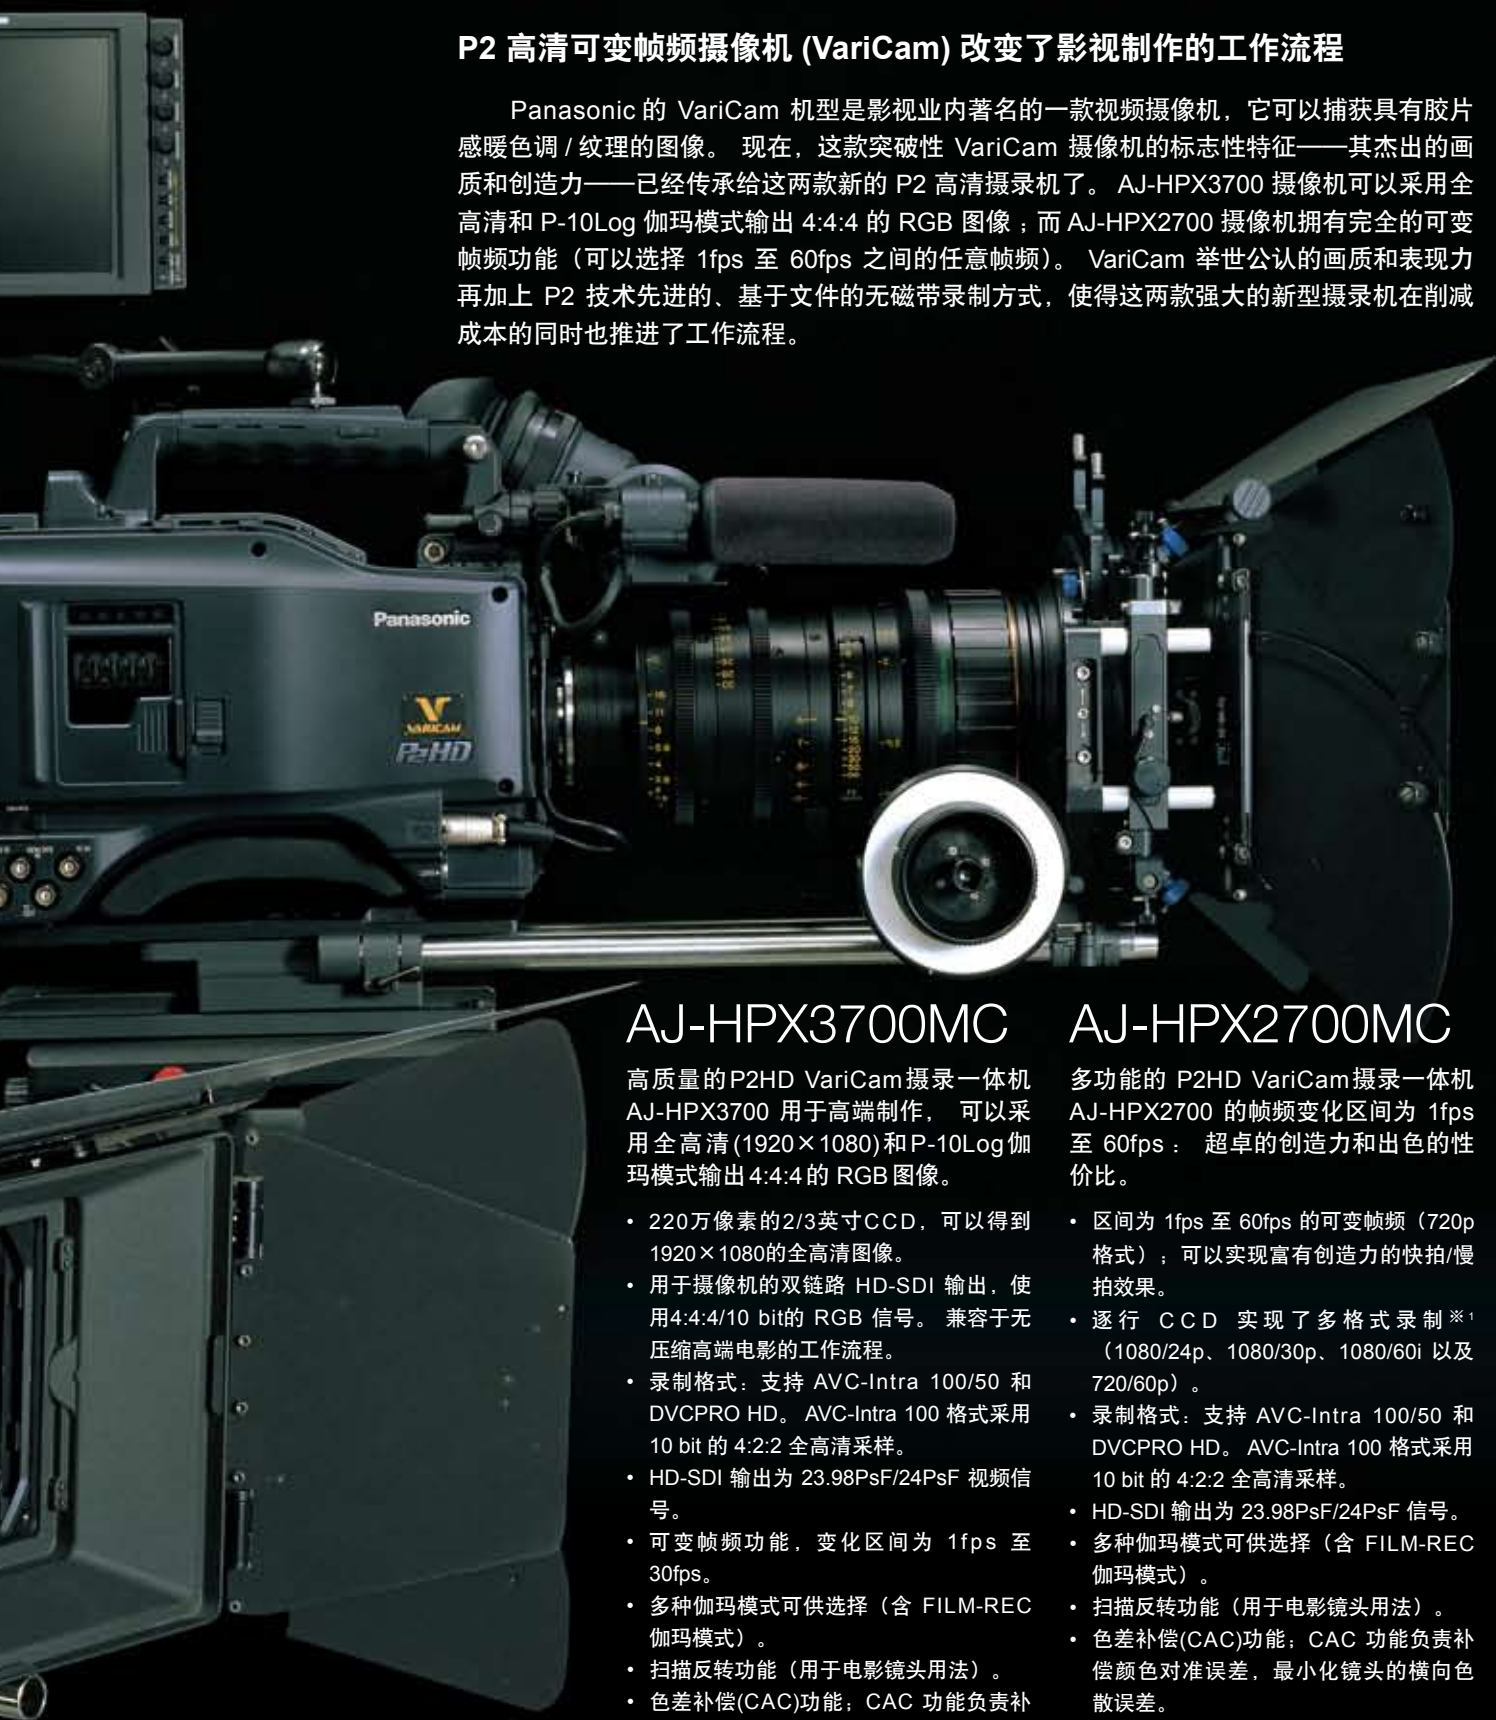 P2 高清可变帧频摄像机 (VariCam) 改变了影视制作的工作流程
Panasonic 的 VariCam 机型是影视业内著名的一款视频摄像机，它可以捕获具有胶片
感暖色调 / 纹理的图像。 现在，这款突破性 VariCam 摄像机的标志性特征——其杰出的画
质和创造力——已经传承给这两款新的 P2 高清摄录机了。 AJ-HPX3700 摄像机可以采用全
高清和 P-10Log 伽玛模式输出 4:4:4 的 RGB 图像 ；而 AJ-HPX2700 摄像机拥有完全的可变
帧频功能（可以选择 1fps 至 60fps 之间的任意帧频）。 VariCam 举世公认的画质和表现力
再加上 P2 技术先进的、基于文件的无磁带录制方式，使得这两款强大的新型摄录机在削减
成本的同时也推进了工作流程。
Panasonic
V
VARICAM
P2HD
AJ-HPX3700MC
高质量的P2HD VariCam摄录一体机
AJ-HPX3700 用于高端制作， 可以采
用全高清(1920×1080)和P-10Log伽
玛模式输出4:4:4的 RGB图像。
• 220万像素的2/3英寸CCD，可以得到
1920×1080的全高清图像。
• 用于摄像机的双链路 HD-SDI 输出，使
用4:4:4/10 bit的 RGB 信号。 兼容于无
压缩高端电影的工作流程。
• 录制格式：支持 AVC-Intra 100/50 和
DVCPRO HD。 AVC-Intra 100 格式采用
10 bit 的 4:2:2 全高清采样。
• HD-SDI 输出为 23.98PsF/24PsF 视频信
号。
• 可变帧频功能，变化区间为 1fps 至
30fps。
• 多种伽玛模式可供选择（含 FILM-REC
伽玛模式）。
• 扫描反转功能（用于电影镜头用法）。
• 色差补偿(CAC)功能；CAC 功能负责补
AJ-HPX2700MC
多功能的 P2HD VariCam摄录一体机
AJ-HPX2700 的帧频变化区间为 1fps
至 60fps ： 超卓的创造力和出色的性
价比。
• 区间为 1fps 至 60fps 的可变帧频（720p
格式）；可以实现富有创造力的快拍/慢
拍效果。
• 逐行 CCD 实现了多格式录制※1
（1080/24p、1080/30p、1080/60i 以及
720/60p）。
• 录制格式：支持 AVC-Intra 100/50 和
DVCPRO HD。 AVC-Intra 100 格式采用
10 bit 的 4:2:2 全高清采样。
• HD-SDI 输出为 23.98PsF/24PsF 信号。
• 多种伽玛模式可供选择（含 FILM-REC
伽玛模式）。
• 扫描反转功能（用于电影镜头用法）。
• 色差补偿(CAC)功能；CAC 功能负责补
偿颜色对准误差，最小化镜头的横向色
散误差。